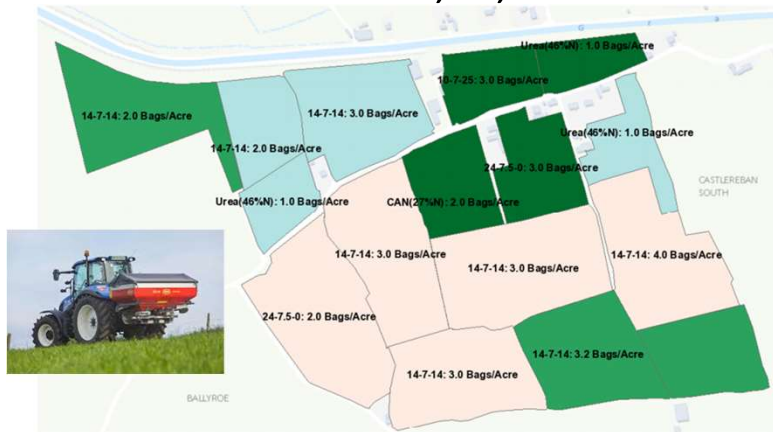 Urea(46%N): 1.0 Bags/Acre
10-7-25: 3.0 Bags/Acre
14-7-14: 2.0 Bags/Acre
14-7-14: 3.0 Bags/Acre
Urea(46%N): 1.0 Bags/Acre
14-7-14: 2.0 Bags/Acre
24-7.5-0: 3.0 Bags/Acre
CASTLEREBAN
SOUTH
Urea(46%N): 1.0 Bags/Acre
CAN(27%N): 2.0 Bags/Acre
14-7-14: 3.0 Bags/Acre
14-7-14: 4.0 Bags/Acre
14-7-14: 3.0 Bags/Acre
24-7.5-0: 2.0 Bags/Acre
14-7-14: 3.2 Bags/Acre
14-7-14: 3.0 Bags/Acre
BALLYROE